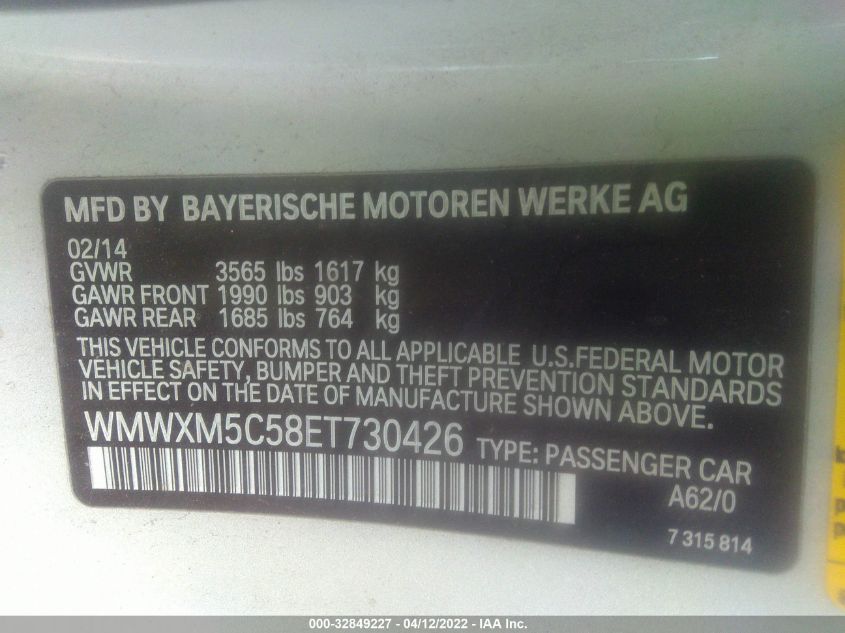 MFD BY BAYERISCHE MOTOREN WERKE AG
02/14
GVWR 3565 lbs 1617 kg
GAWR FRONT 1990 lbs 903 kg
GAWR REAR 1685 lbs 764 kg
THIS VEHICLE CONFORMS TO ALL APPLICABLE U.S.FEDERAL MOTOR
VEHICLE SAFETY, BUMPER AND THEFT PREVENTION STANDARDS
IN EFFECT ON THE DATE OF MANUFACTURE SHOWN ABOVE.
WMWXM5C58ET730426 TYPE: PASSENGER CAR
A62/0
7 315 814
000-32849227 - 04/12/2022 - IAA Inc.